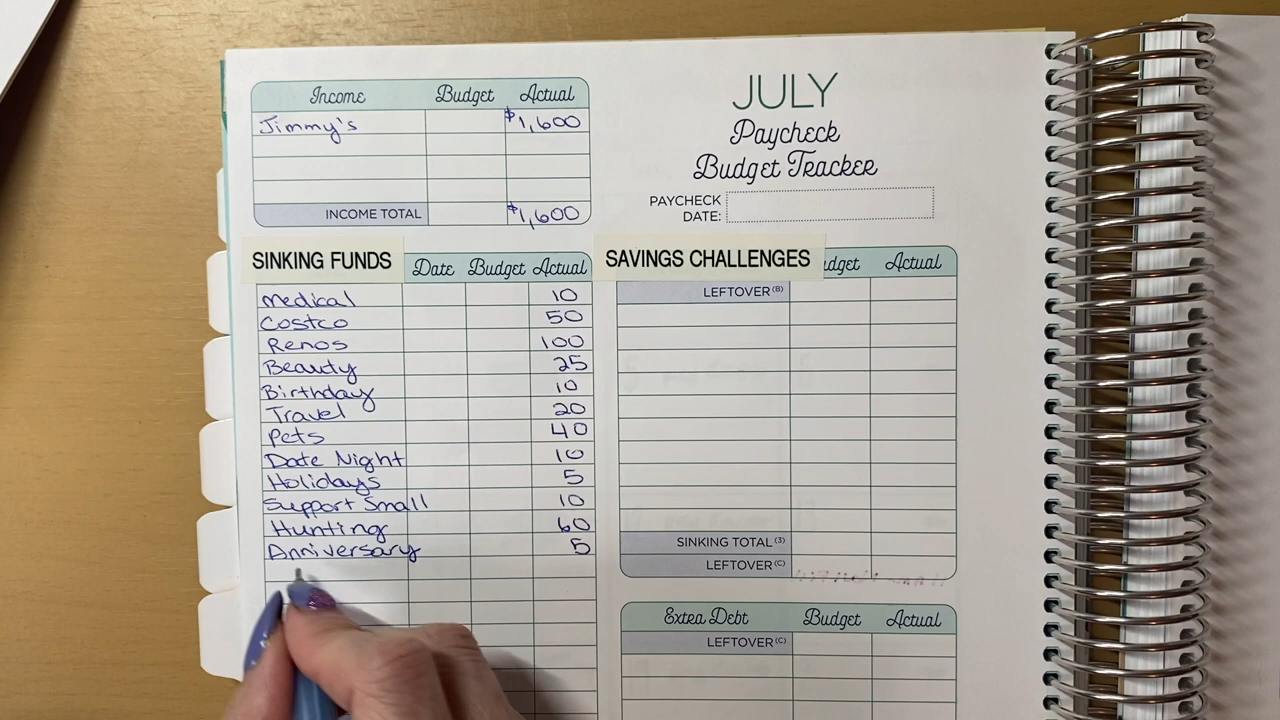 JULY
Paycheck
Budget Tracker
PAYCHECK
DATE:
Income Budget Actual
Jimmy's $1,600
INCOME TOTAL $1,600
SINKING FUNDS Date Budget Actual
Medical 10
Costco 50
Renos 100
Beauty 25
Birthday 10
Travel 20
Pets 40
Date Night 10
Holidays 5
Support Small 10
Hunting 60
Anniversary 5
SAVINGS CHALLENGES udget Actual
LEFTOVER (B)
SINKING TOTAL (3)
LEFTOVER (C)
Extra Debt Budget Actual
LEFTOVER (C)